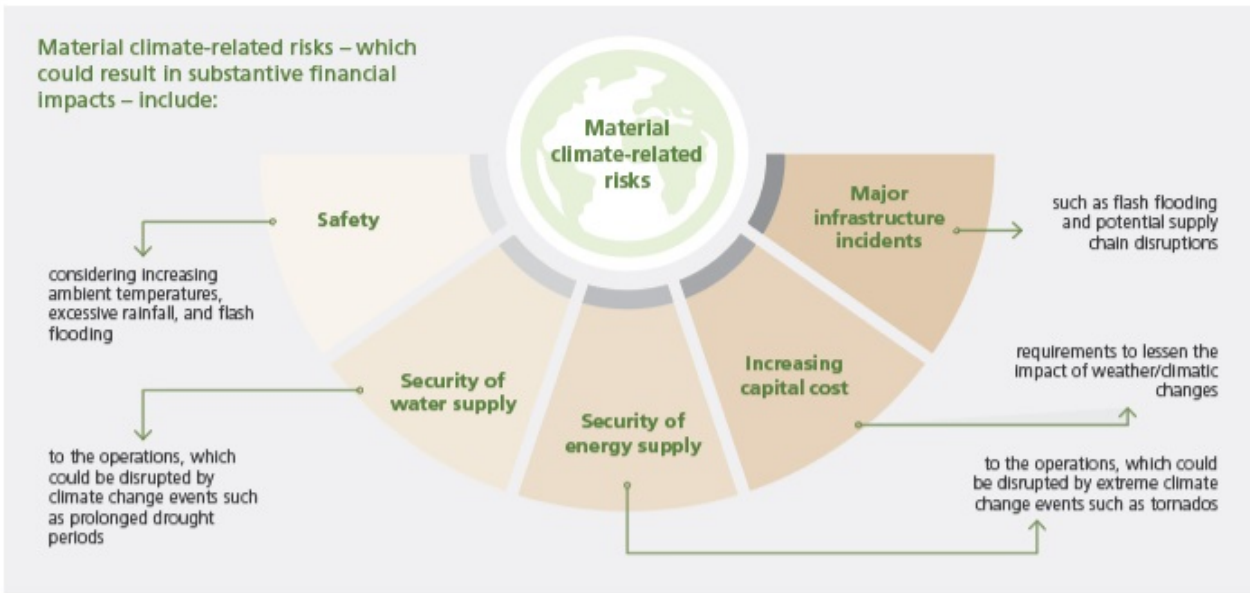 Material climate-related risks – which
could result in substantive financial
impacts – include:
Material
climate-related
risks
Safety
considering increasing
ambient temperatures,
excessive rainfall, and flash
flooding
Security of
water supply
to the operations, which
could be disrupted by
climate change events such
as prolonged drought
periods
Security of
energy supply
to the operations, which could
be disrupted by extreme climate
change events such as tornados
Increasing
capital cost
requirements to lessen the
impact of weather/climatic
changes
Major
infrastructure
incidents
such as flash flooding
and potential supply
chain disruptions